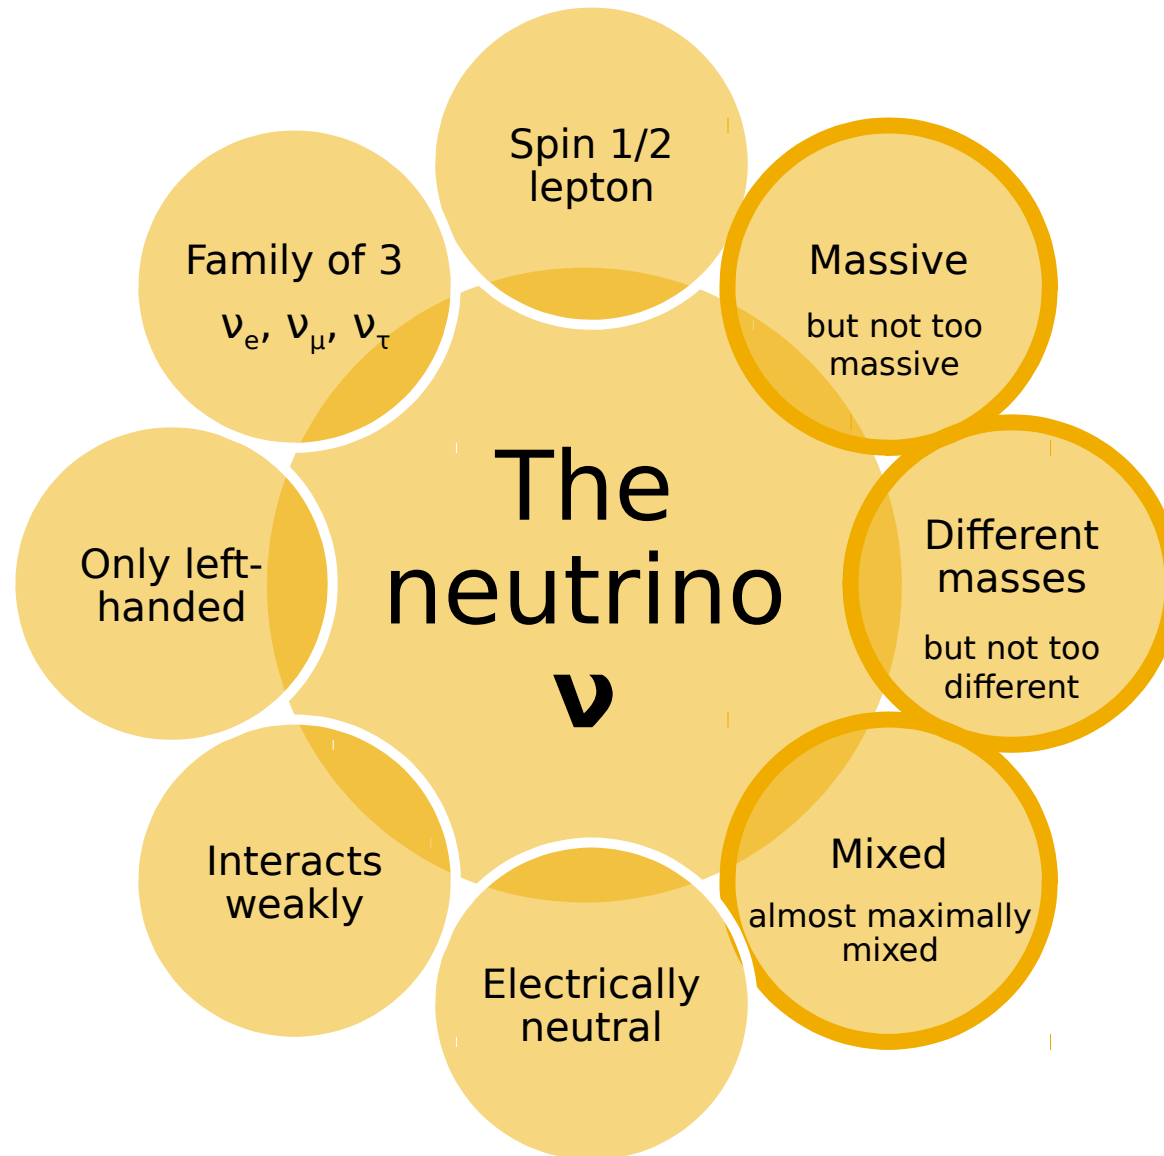 The
neutrino
ν
Spin 1/2
lepton
Massive
but not too
massive
Different
masses
but not too
different
Mixed
almost maximally
mixed
Electrically
neutral
Interacts
weakly
Only left-
handed
Family of 3
νe, νμ, ντ